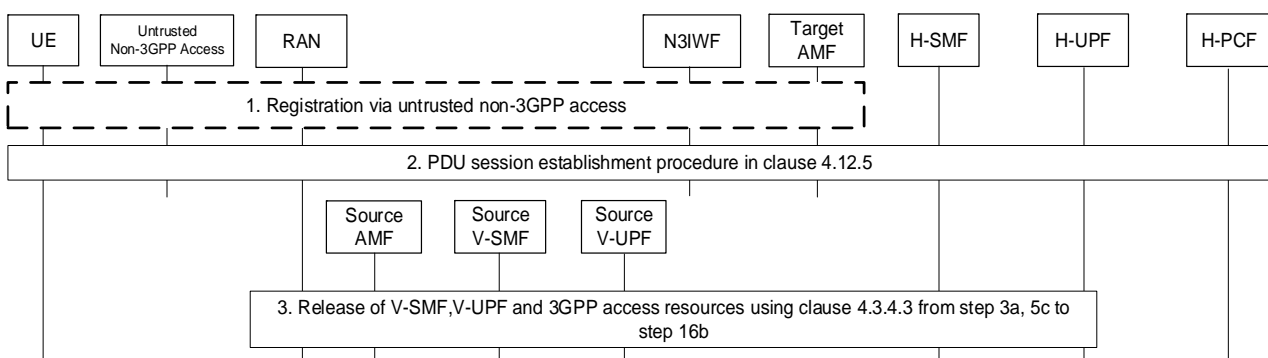 UE
Untrusted
Non-3GPP Access
RAN
N3IWF
Target
AMF
H-SMF
H-UPF
H-PCF
1. Registration via untrusted non-3GPP access
2. PDU session establishment procedure in clause 4.12.5
Source
AMF
Source
V-SMF
Source
V-UPF
3. Release of V-SMF,V-UPF and 3GPP access resources using clause 4.3.4.3 from step 3a, 5c to
step 16b